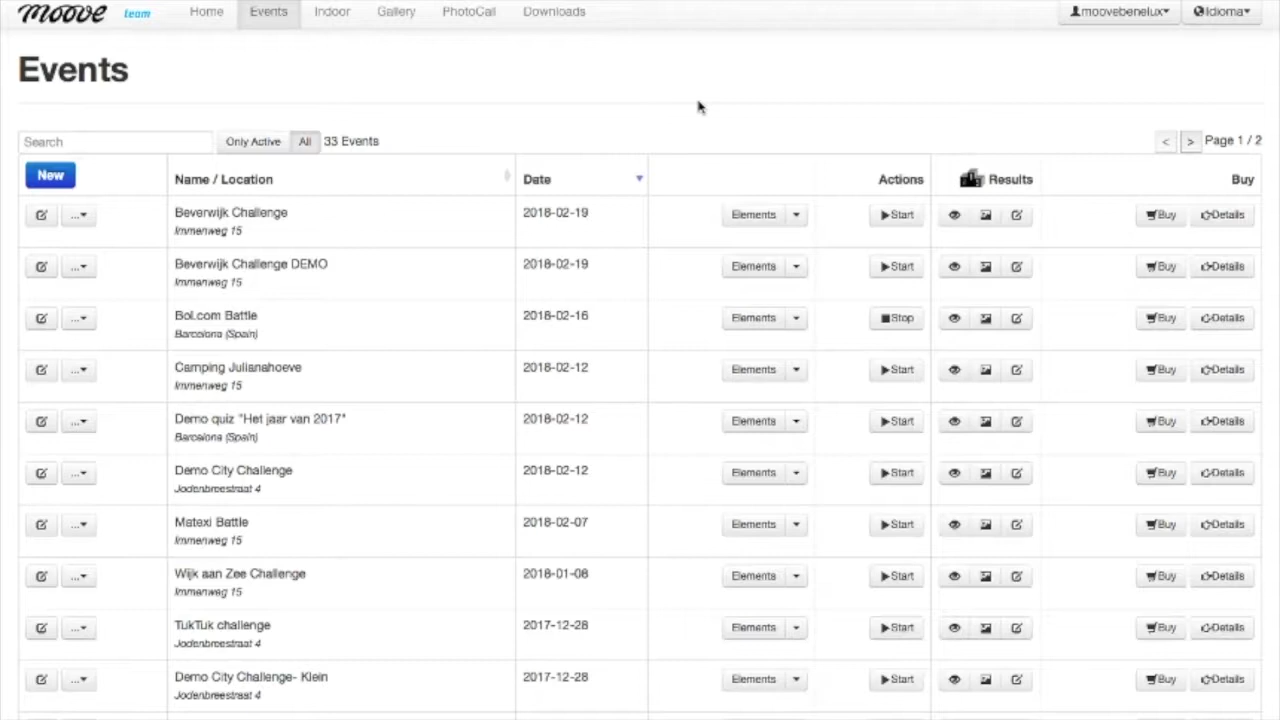 moove team Home Events Indoor Gallery PhotoCall Downloads moovebenelux Idioma
Events
Search Only Active All 33 Events < > Page 1 / 2
New Name / Location Date Actions Results Buy
... Beverwijk Challenge 2018-02-19 Elements Start Buy Details
Immenweg 15
... Beverwijk Challenge DEMO 2018-02-19 Elements Start Buy Details
Immenweg 15
... Bol.com Battle 2018-02-16 Elements Stop Buy Details
Barcelona (Spain)
... Camping Julianahoeve 2018-02-12 Elements Start Buy Details
Immenweg 15
... Demo quiz "Het jaar van 2017" 2018-02-12 Elements Start Buy Details
Barcelona (Spain)
... Demo City Challenge 2018-02-12 Elements Start Buy Details
Jodenbreestraat 4
... Matexi Battle 2018-02-07 Elements Start Buy Details
Immenweg 15
... Wijk aan Zee Challenge 2018-01-08 Elements Start Buy Details
Immenweg 15
... TukTuk challenge 2017-12-28 Elements Start Buy Details
Jodenbreestraat 4
... Demo City Challenge- Klein 2017-12-28 Elements Start Buy Details
Jodenbreestraat 4